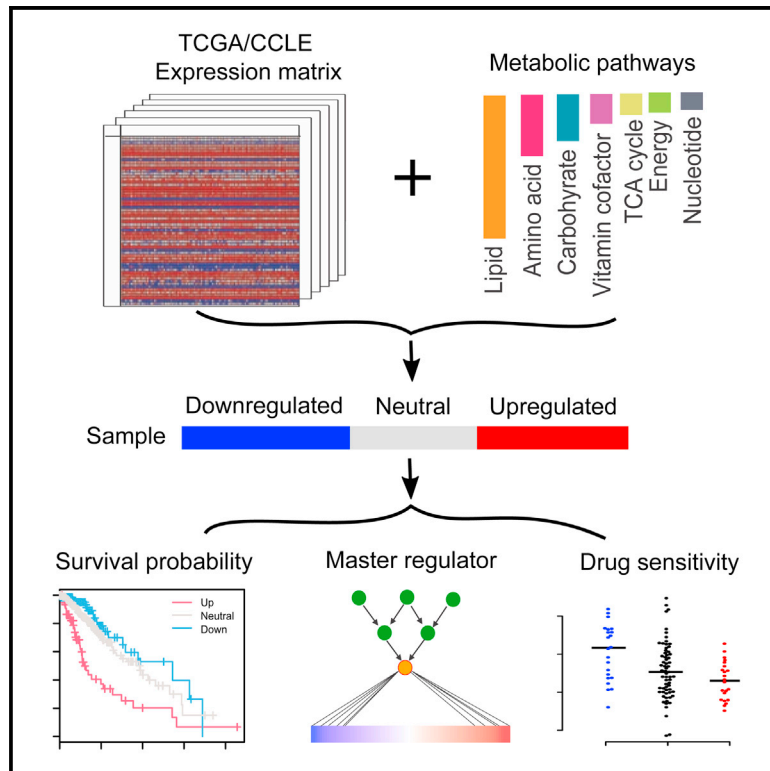 TCGA/CCLE
Expression matrix
Metabolic pathways
+
Lipid
Amino acid
Carbohyrate
Vitamin cofactor
TCA cycle
Energy
Nucleotide
Downregulated Neutral Upregulated
Sample
Survival probability
Up
Neutral
Down
Master regulator
Drug sensitivity